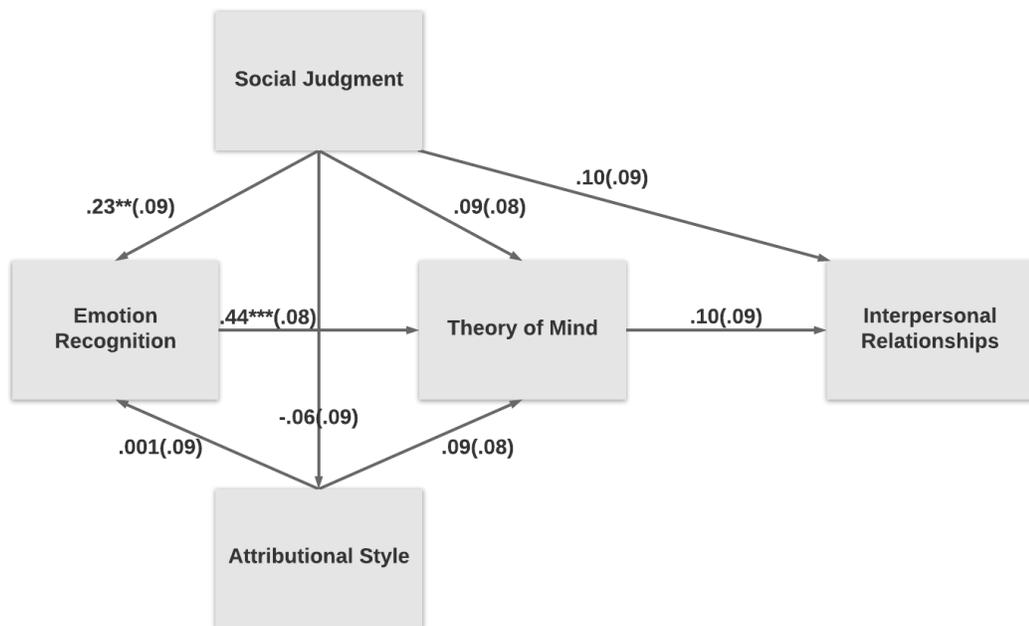 Social Judgment
.10(.09)
.23**(.09)
.09(.08)
Emotion
Recognition
.44***(.08)
Theory of Mind
.10(.09)
Interpersonal
Relationships
-.06(.09)
.001(.09)
.09(.08)
Attributional Style